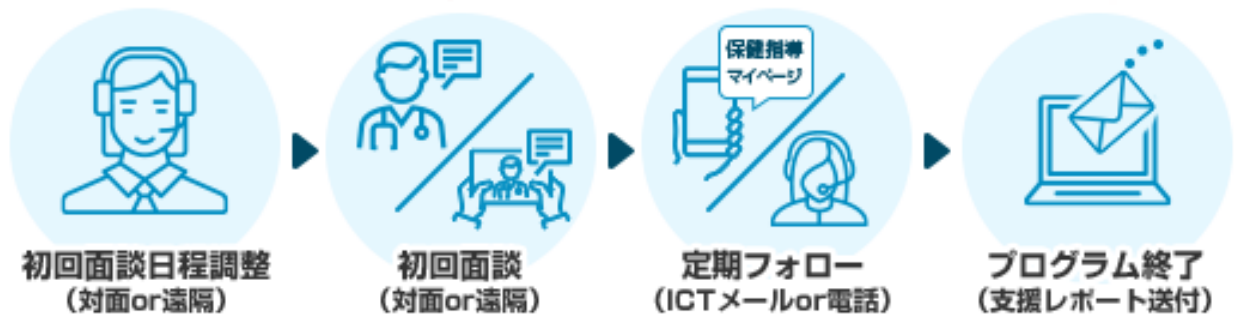 保健指導
マイページ
初回面談日程調整
（対面or遠隔）
初回面談
（対面or遠隔）
定期フォロー
（ICTメールor電話）
プログラム終了
（支援レポート送付）